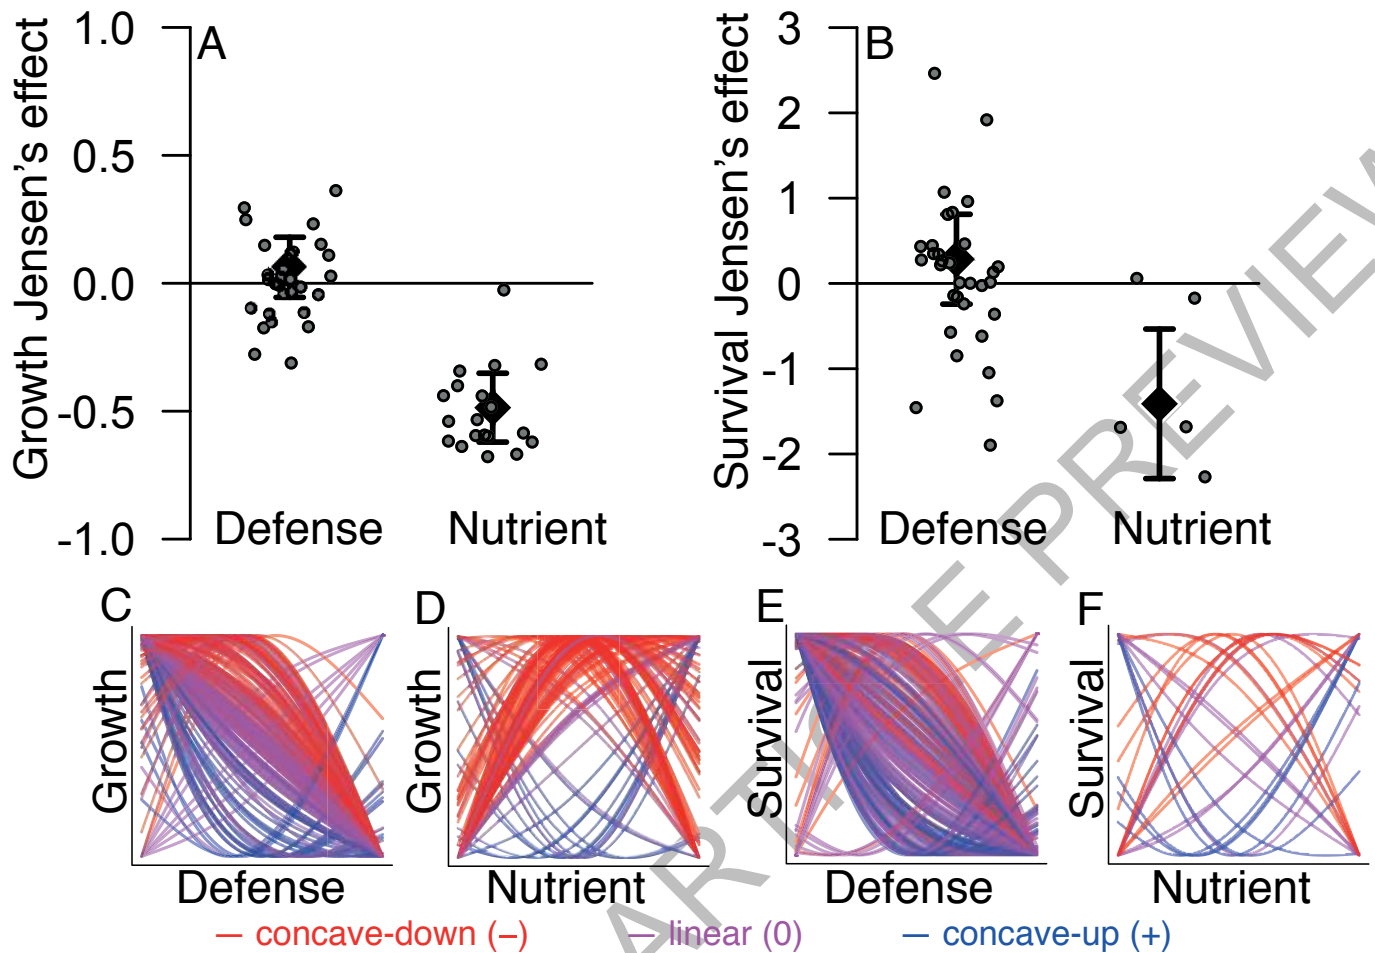 A
B
Growth Jensen's effect
1.0
0.5
0.0
-0.5
-1.0
Defense
Nutrient
Survival Jensen's effect
3
2
1
0
-1
-2
-3
Defense
Nutrient
C
Growth
Defense
D
Growth
Nutrient
E
Survival
Defense
F
Survival
Nutrient
concave-down (–)
linear (0)
concave-up (+)
ARTICLE PREVIEW